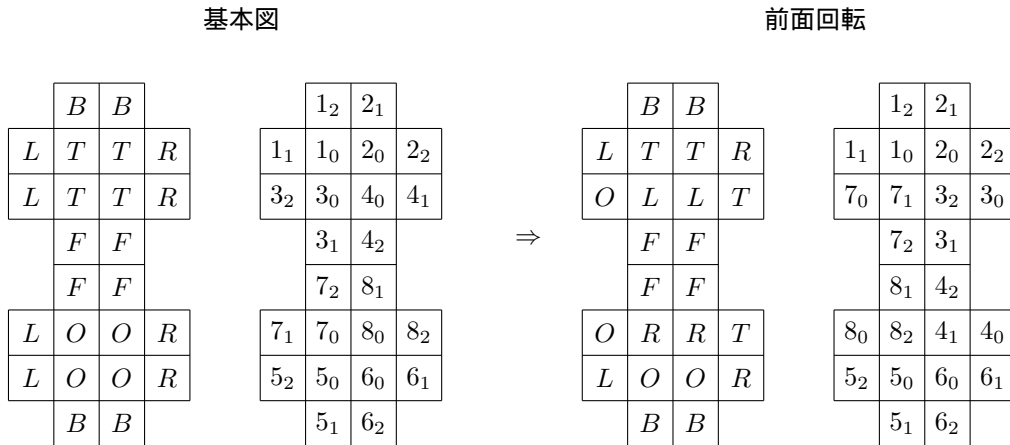 基本図 前面回転
B B 1₂ 2₁ B B 1₂ 2₁
L T T R 1₁ 1₀ 2₀ 2₂ L T T R 1₁ 1₀ 2₀ 2₂
L T T R 3₂ 3₀ 4₀ 4₁ O L L T 7₀ 7₁ 3₂ 3₀
F F 3₁ 4₂ ⇒ F F 7₂ 3₁
F F 7₂ 8₁ F F 8₁ 4₂
L O O R 7₁ 7₀ 8₀ 8₂ O R R T 8₀ 8₂ 4₁ 4₀
L O O R 5₂ 5₀ 6₀ 6₁ L O O R 5₂ 5₀ 6₀ 6₁
B B 5₁ 6₂ B B 5₁ 6₂